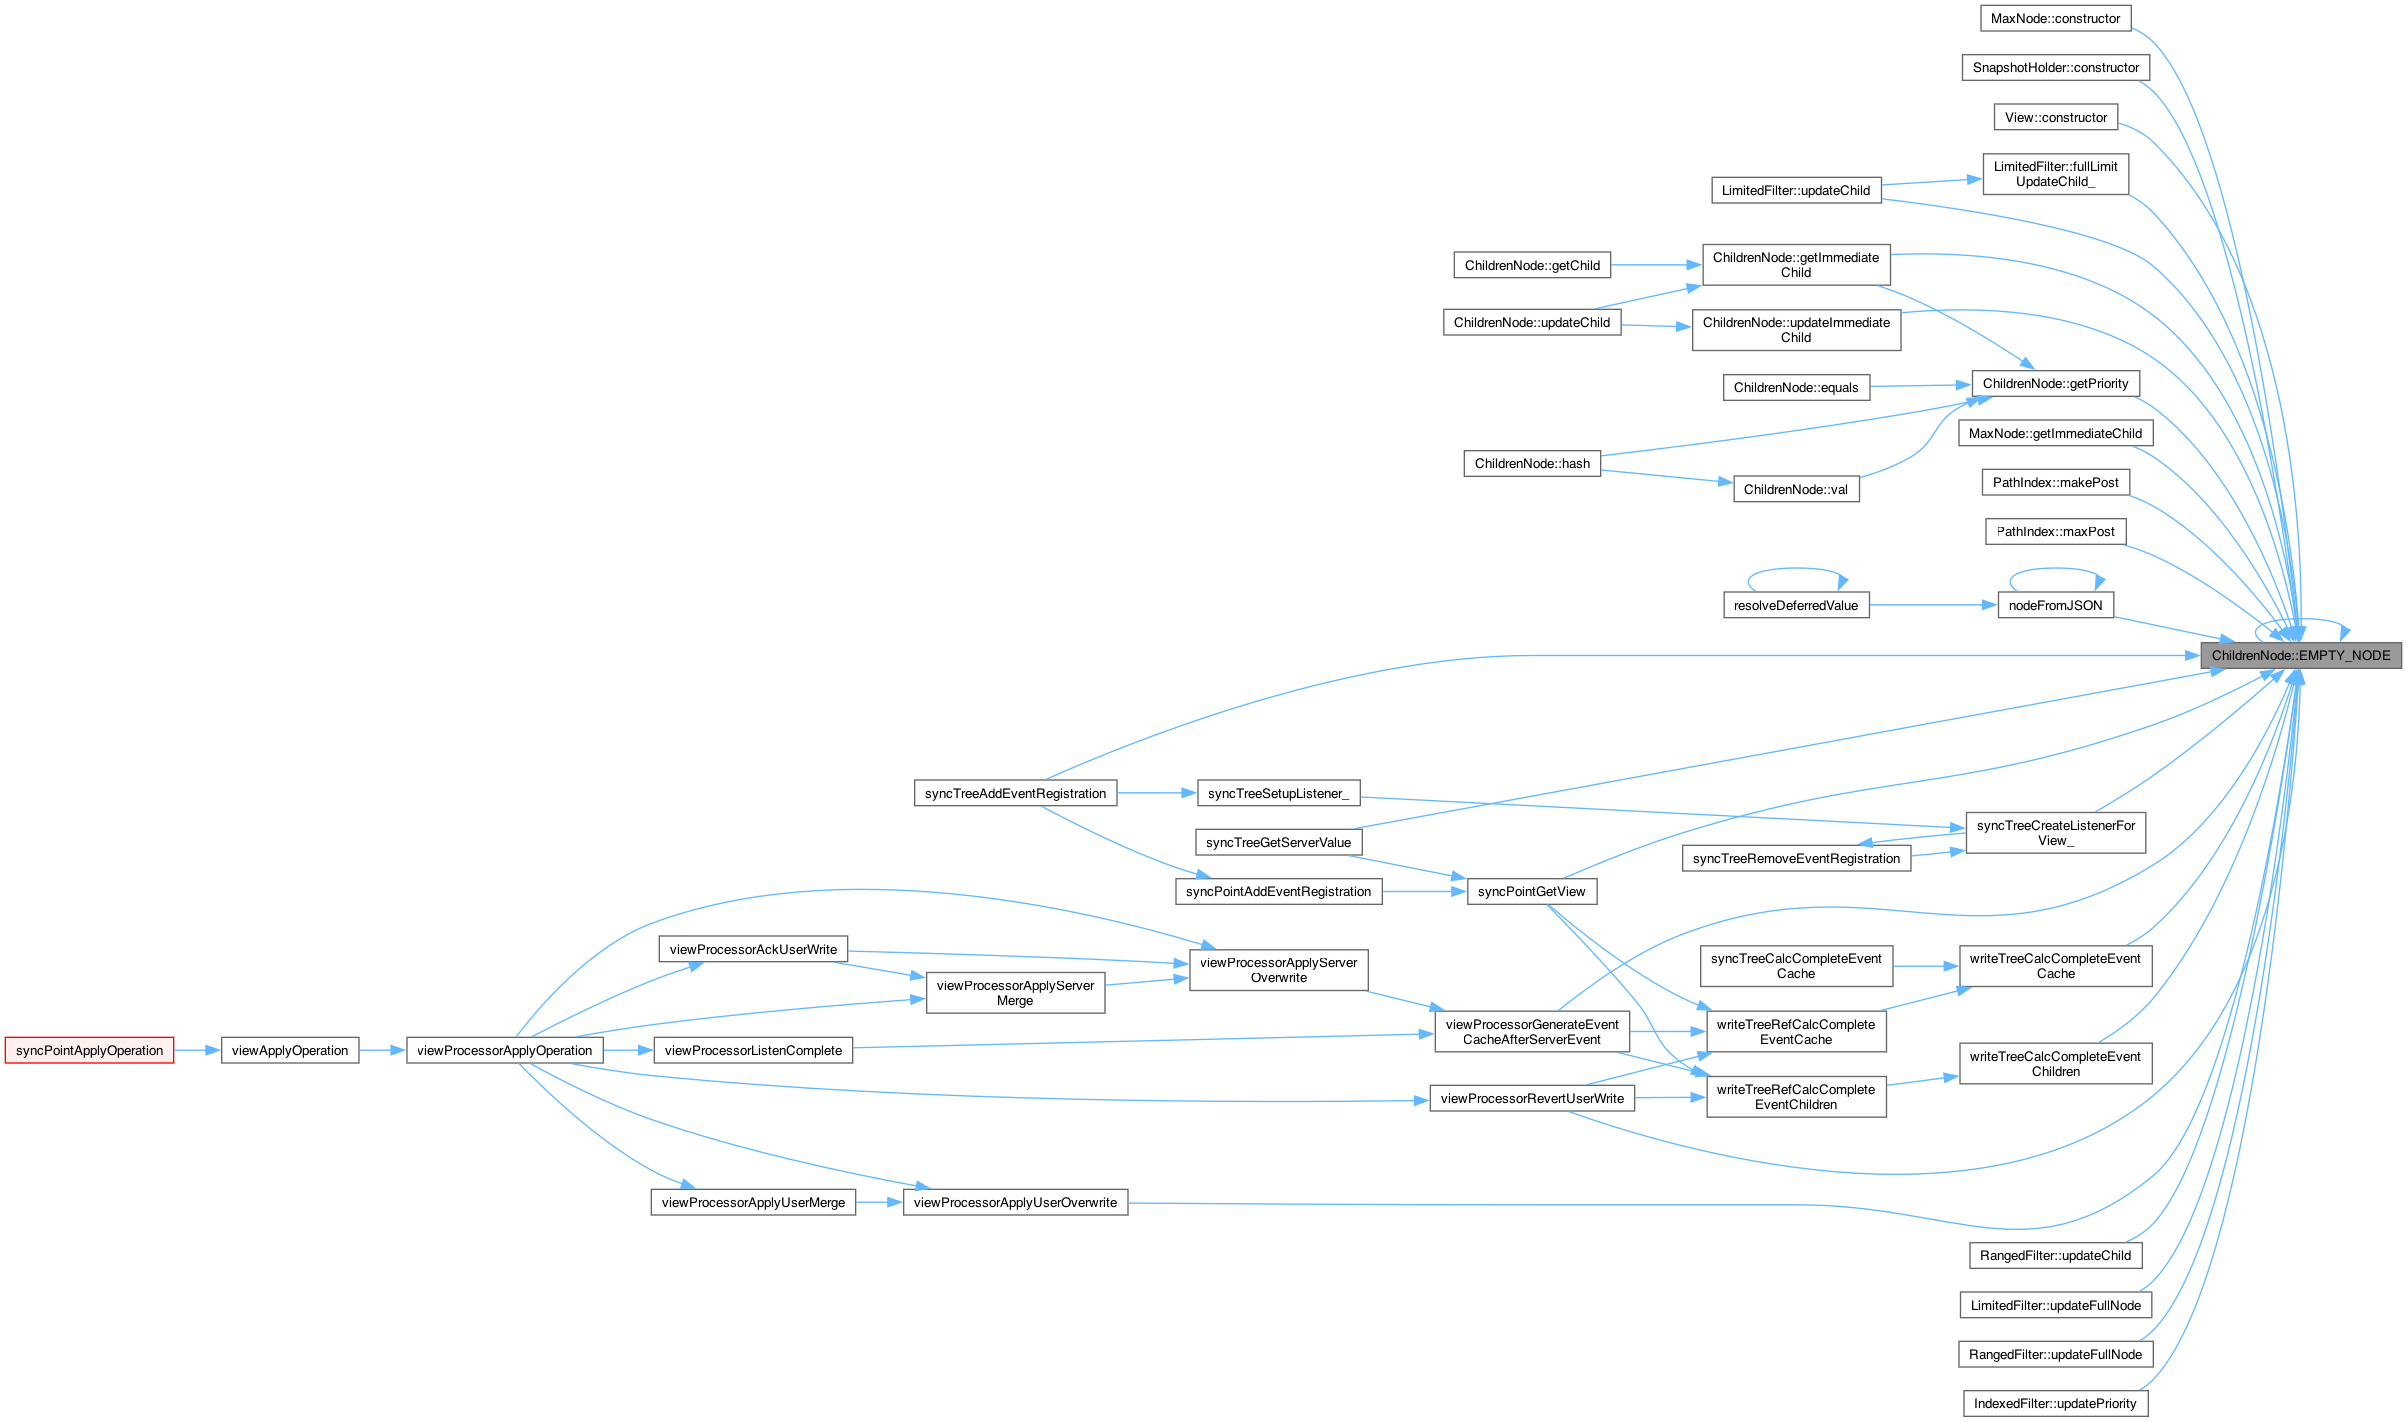 MaxNode::constructor
SnapshotHolder::constructor
View::constructor
LimitedFilter::fullLimit
UpdateChild_
LimitedFilter::updateChild
ChildrenNode::getImmediate
Child
ChildrenNode::getChild
ChildrenNode::updateChild
ChildrenNode::updateImmediate
Child
ChildrenNode::getPriority
ChildrenNode::equals
MaxNode::getImmediateChild
ChildrenNode::hash
ChildrenNode::val
PathIndex::makePost
PathIndex::maxPost
resolveDeferredValue
nodeFromJSON
ChildrenNode::EMPTY_NODE
syncTreeAddEventRegistration
syncTreeSetupListener_
syncTreeCreateListenerFor
View_
syncTreeGetServerValue
syncTreeRemoveEventRegistration
syncPointAddEventRegistration
syncPointGetView
viewProcessorAckUserWrite
viewProcessorApplyServer
Overwrite
syncTreeCalcCompleteEvent
Cache
writeTreeCalcCompleteEvent
Cache
viewProcessorApplyServer
Merge
viewProcessorGenerateEvent
CacheAfterServerEvent
writeTreeRefCalcComplete
EventCache
syncPointApplyOperation
viewApplyOperation
viewProcessorApplyOperation
viewProcessorListenComplete
writeTreeCalcCompleteEvent
Children
viewProcessorRevertUserWrite
writeTreeRefCalcComplete
EventChildren
viewProcessorApplyUserMerge
viewProcessorApplyUserOverwrite
RangedFilter::updateChild
LimitedFilter::updateFullNode
RangedFilter::updateFullNode
IndexedFilter::updatePriority